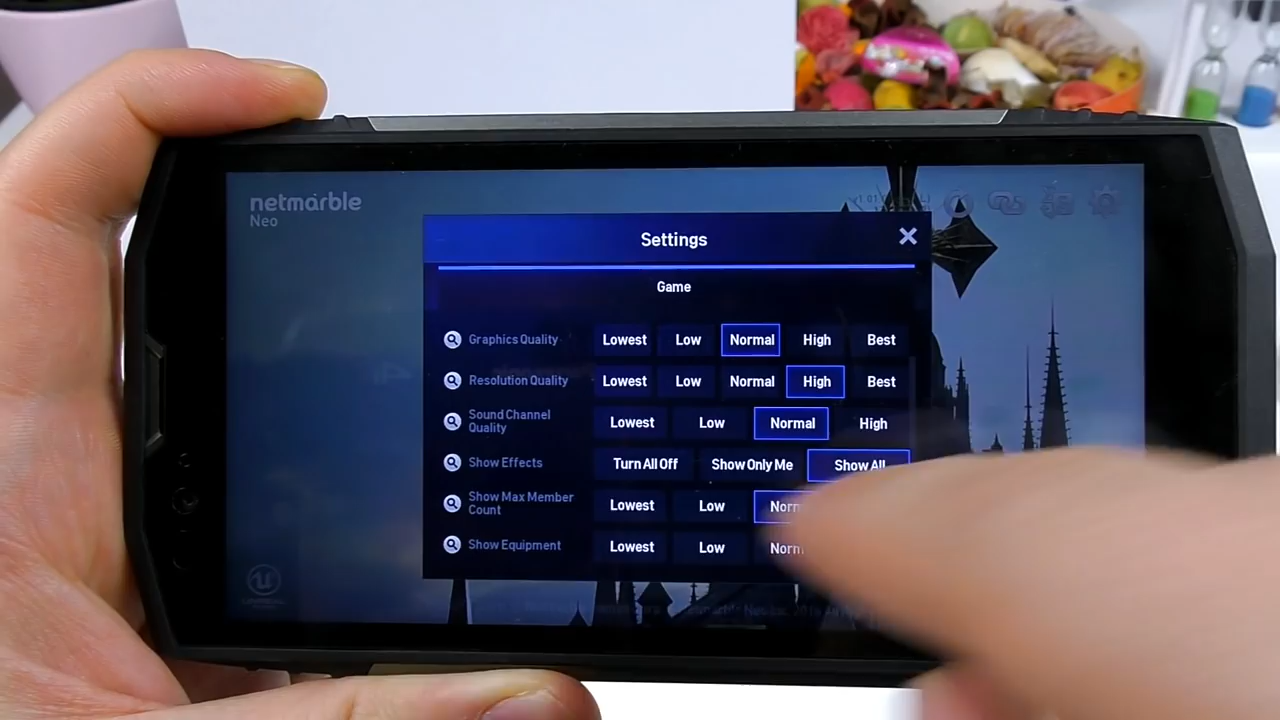 netmarble
Neo
Settings
Game
Graphics Quality Lowest Low Normal High Best
Resolution Quality Lowest Low Normal High Best
Sound Channel
Quality Lowest Low Normal High
Show Effects Turn All Off Show Only Me Show All
Show Max Member
Count Lowest Low
Show Equipment Lowest Low